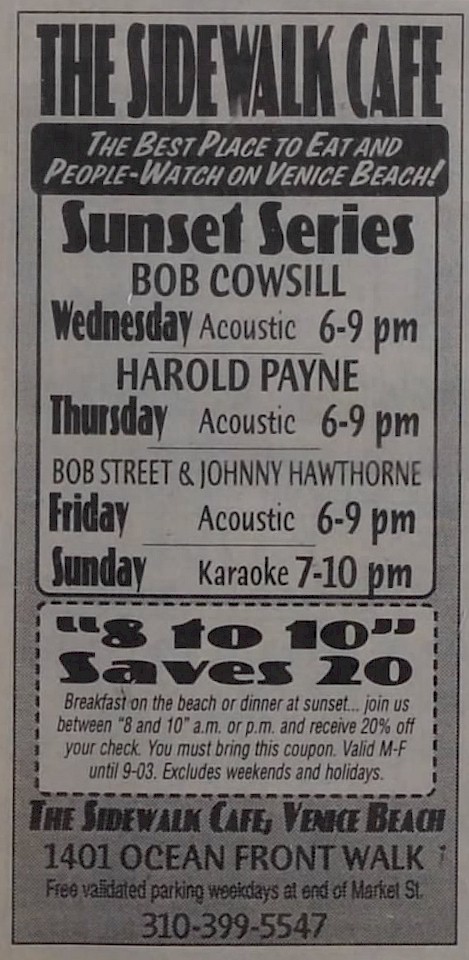 THE SIDEWALK CAFE
THE BEST PLACE TO EAT AND
PEOPLE-WATCH ON VENICE BEACH!
Sunset Series
BOB COWSILL
Wednesday Acoustic 6-9 pm
HAROLD PAYNE
Thursday Acoustic 6-9 pm
BOB STREET & JOHNNY HAWTHORNE
Friday Acoustic 6-9 pm
Sunday Karaoke 7-10 pm
"8 to 10"
Saves 20
Breakfast on the beach or dinner at sunset... join us
between "8 and 10" a.m. or p.m. and receive 20% off
your check. You must bring this coupon. Valid M-F
until 9-03. Excludes weekends and holidays.
THE SIDEWALK CAFE, VENICE BEACH
1401 OCEAN FRONT WALK
Free validated parking weekdays at end of Market St.
310-399-5547